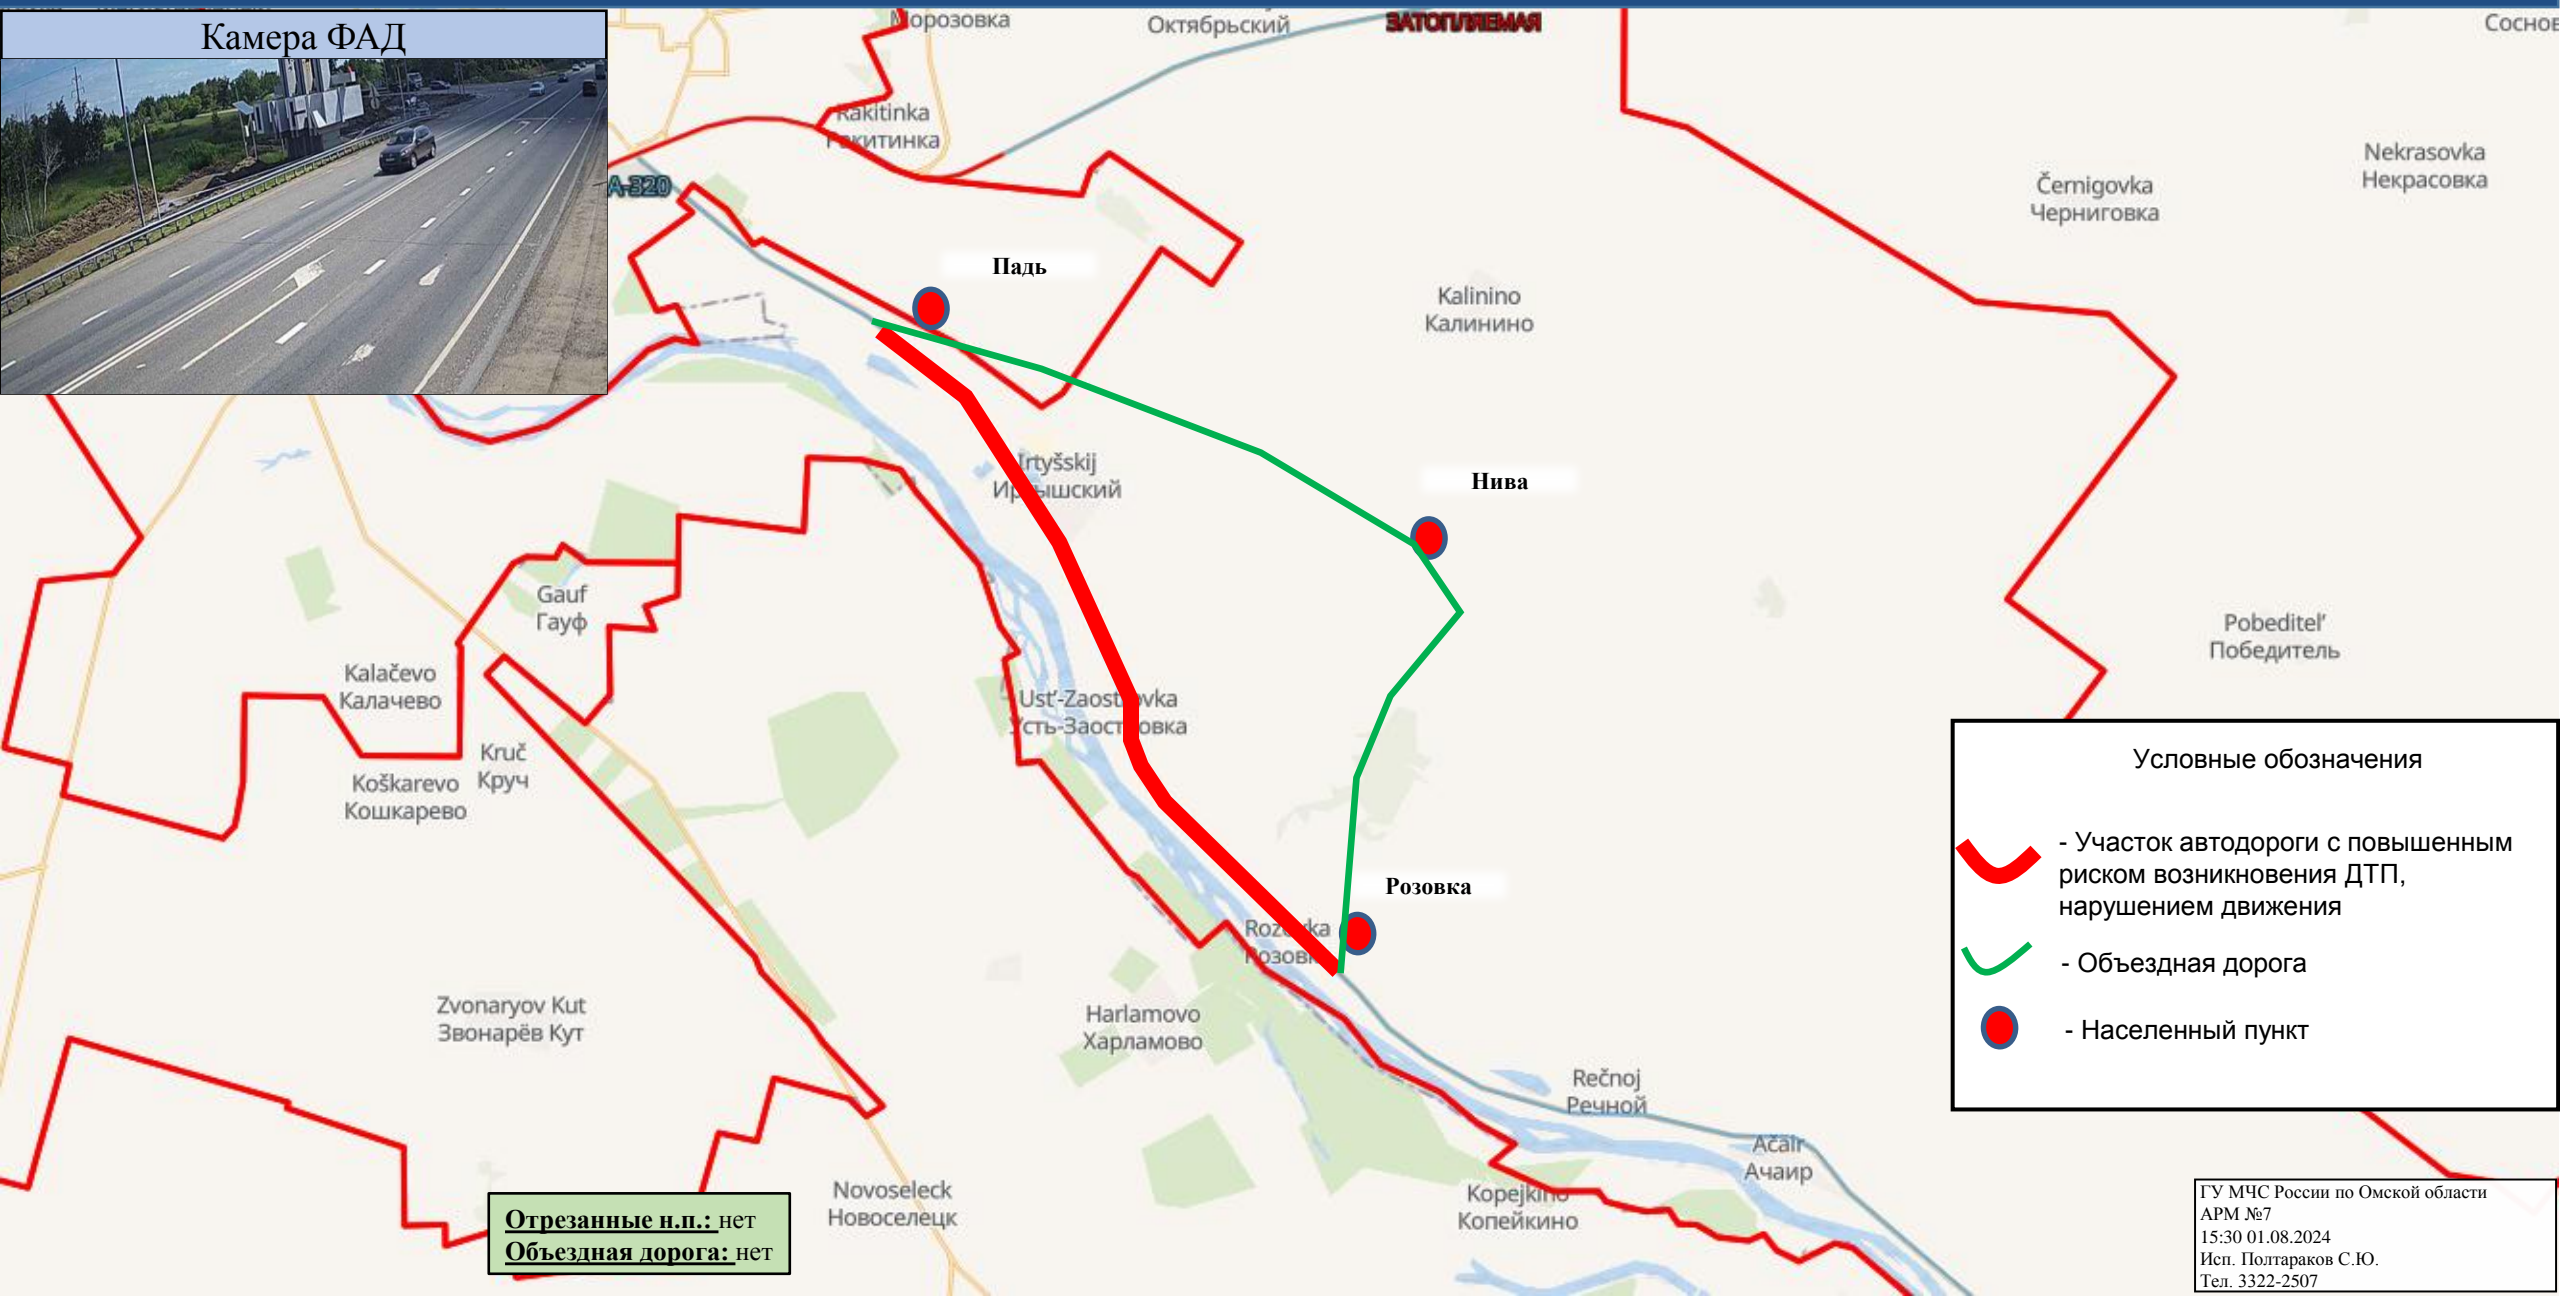 Камера ФАД
Морозовка
Октябрьский
ЗАТОПЛЯЕМАЯ
Соснов
Rakitinka
Ракитинка
А-320
Nekrasovka
Некрасовка
Černigovka
Черниговка
Падь
Kalinino
Калинино
Irtyšskij
Иртышский
Нива
Gauf
Гауф
Pobeditel'
Победитель
Kalačevo
Калачево
Ust'-Zaostrovka
Усть-Заостровка
Kruč
Круч
Koškarevo
Кошкарево
Условные обозначения
- Участок автодороги с повышенным
риском возникновения ДТП,
нарушением движения
- Объездная дорога
- Населенный пункт
Розовка
Rozovka
Розовка
Zvonaryov Kut
Звонарёв Кут
Harlamovo
Харламово
Rečnoj
Речной
Ačair
Ачаир
Novoseleck
Новоселецк
Kopejkino
Копейкино
Отрезанные н.п.: нет
Объездная дорога: нет
ГУ МЧС России по Омской области
АРМ №7
15:30 01.08.2024
Исп. Полтараков С.Ю.
Тел. 3322-2507